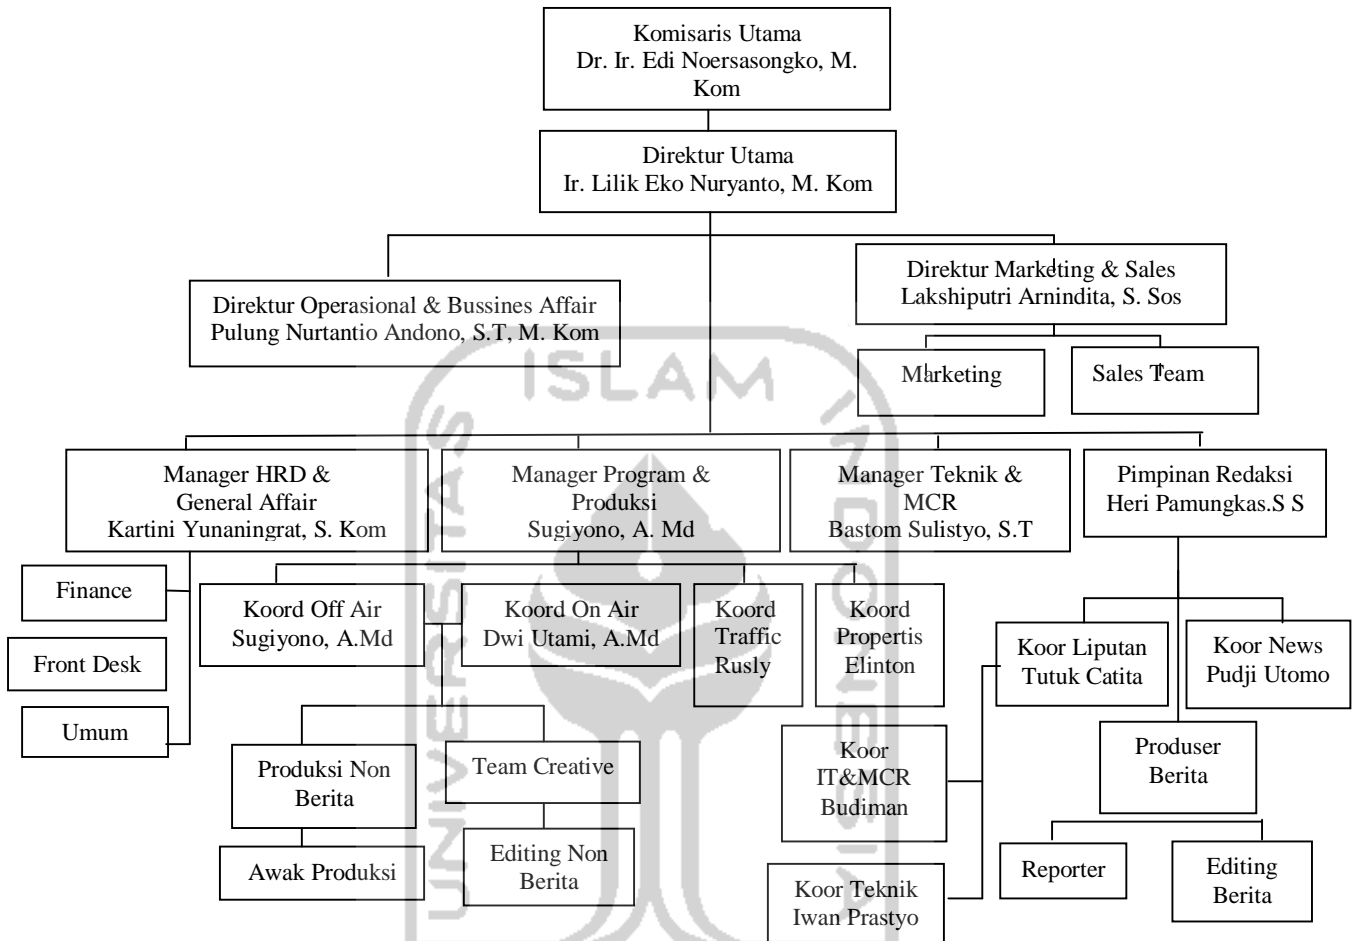 Komisaris Utama
Dr. Ir. Edi Noersasongko, M.
Kom
Direktur Utama
Ir. Lilik Eko Nuryanto, M. Kom
Direktur Operasional & Bussines Affair
Pulung Nurtantio Andono, S.T, M. Kom
Direktur Marketing & Sales
Lakshiputri Arnindita, S. Sos
Marketing
Sales Team
Manager HRD &
General Affair
Kartini Yunaningrat, S. Kom
Manager Program &
Produksi
Sugiyono, A. Md
Manager Teknik &
MCR
Bastom Sulistyo, S.T
Pimpinan Redaksi
Heri Pamungkas.S S
Finance
Front Desk
Umum
Koord Off Air
Sugiyono, A.Md
Koord On Air
Dwi Utami, A.Md
Koord
Traffic
Rusly
Koord
Propertis
Elinton
Koor Liputan
Tutuk Catita
Koor News
Pudji Utomo
Produksi Non
Berita
Team Creative
Koor
IT&MCR
Budiman
Produser
Berita
Awak Produksi
Editing Non
Berita
Koor Teknik
Iwan Prastyo
Reporter
Editing
Berita
UNIVERSITAS
ISLAM
INDONESIA